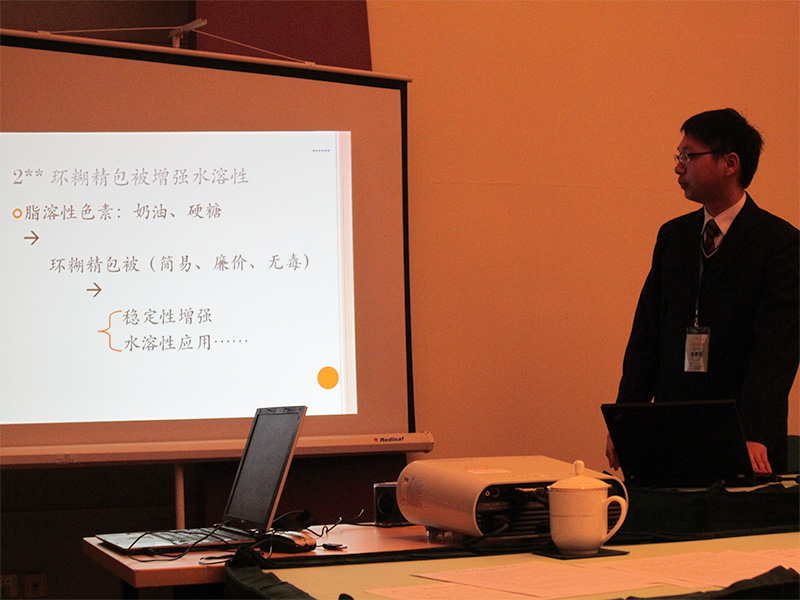 2** 环糊精包被增强水溶性
脂溶性色素：奶油、硬糖
→
环糊精包被（简易、廉价、无毒）
→
稳定性增强
水溶性应用……
Redleaf